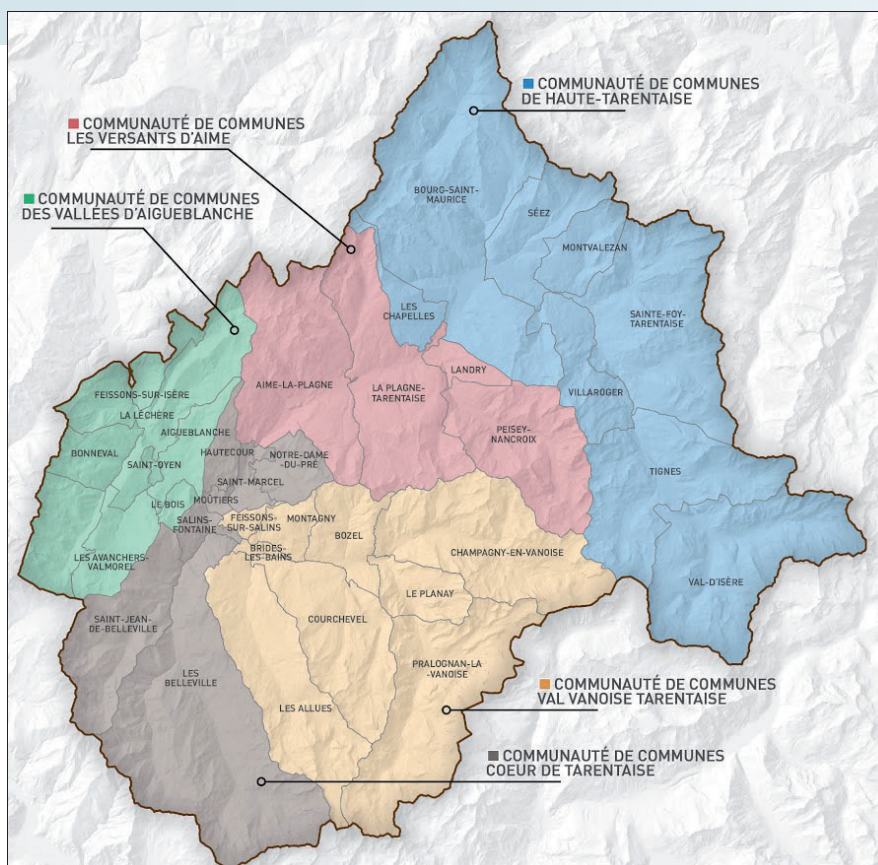 COMMUNAUTÉ DE COMMUNES
DE HAUTE-TARENTAISE
COMMUNAUTÉ DE COMMUNES
LES VERSANTS D'AIME
COMMUNAUTÉ DE COMMUNES
DES VALLÉES D'AIGUEBLANCHE
BOURG-SAINT-
MAURICE
SÉEZ
MONTVALEZAN
LES
CHAPELLES
SAINTE-FOY-
TARENTAISE
LANDRY
AIME-LA-PLAGNE
LA PLAGNE-
TARENTAISE
VILLAROGER
FEISSONS-SUR-ISÈRE
LA LÉCHÈRE
AIGUEBLANCHE
PEISEY-
NANCROIX
BONNEVAL
SAINT-OYEN
HAUTECOUR
NOTRE-DAME
-DU-PRÉ
TIGNES
SAINT-MARCEL
LE BOIS
MOÛTIERS
SALINS-
FONTAINE
FEISSONS-
SUR-SALINS
MONTAGNY
BOZEL
BRIDES-
LES-BAINS
CHAMPAGNY-EN-VANOISE
LES AVANCHERS-
VALMOREL
VAL-D'ISÈRE
LE PLANAY
SAINT-JEAN-
DE-BELLEVILLE
COURCHEVEL
LES
BELLEVILLE
PRALOGNAN-LA
-VANOISE
LES ALLUES
COMMUNAUTÉ DE COMMUNES
VAL VANOISE TARENTAISE
COMMUNAUTÉ DE COMMUNES
COEUR DE TARENTAISE